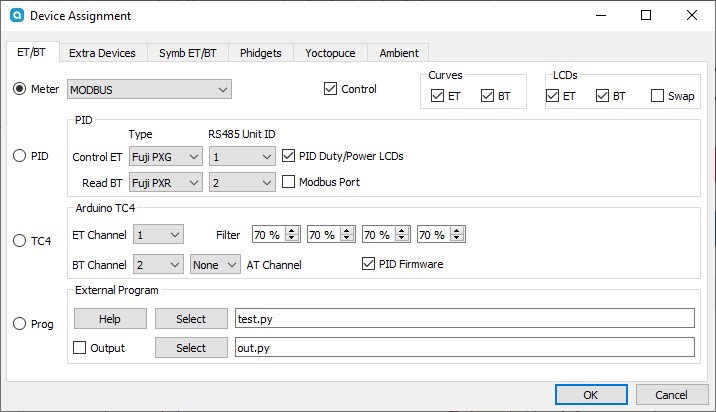 Device Assignment
ET/BT Extra Devices Symb ET/BT Phidgets Yoctopuce Ambient
Curves LCDs
Meter MODBUS Control ET BT ET BT Swap
PID
Type RS485 Unit ID
PID Control ET Fuji PXG 1 PID Duty/Power LCDs
Read BT Fuji PXR 2 Modbus Port
Arduino TC4
ET Channel 1 Filter 70 % 70 % 70 % 70 %
TC4
BT Channel 2 None AT Channel PID Firmware
External Program
Help Select test.py
Prog
Output Select out.py
OK Cancel